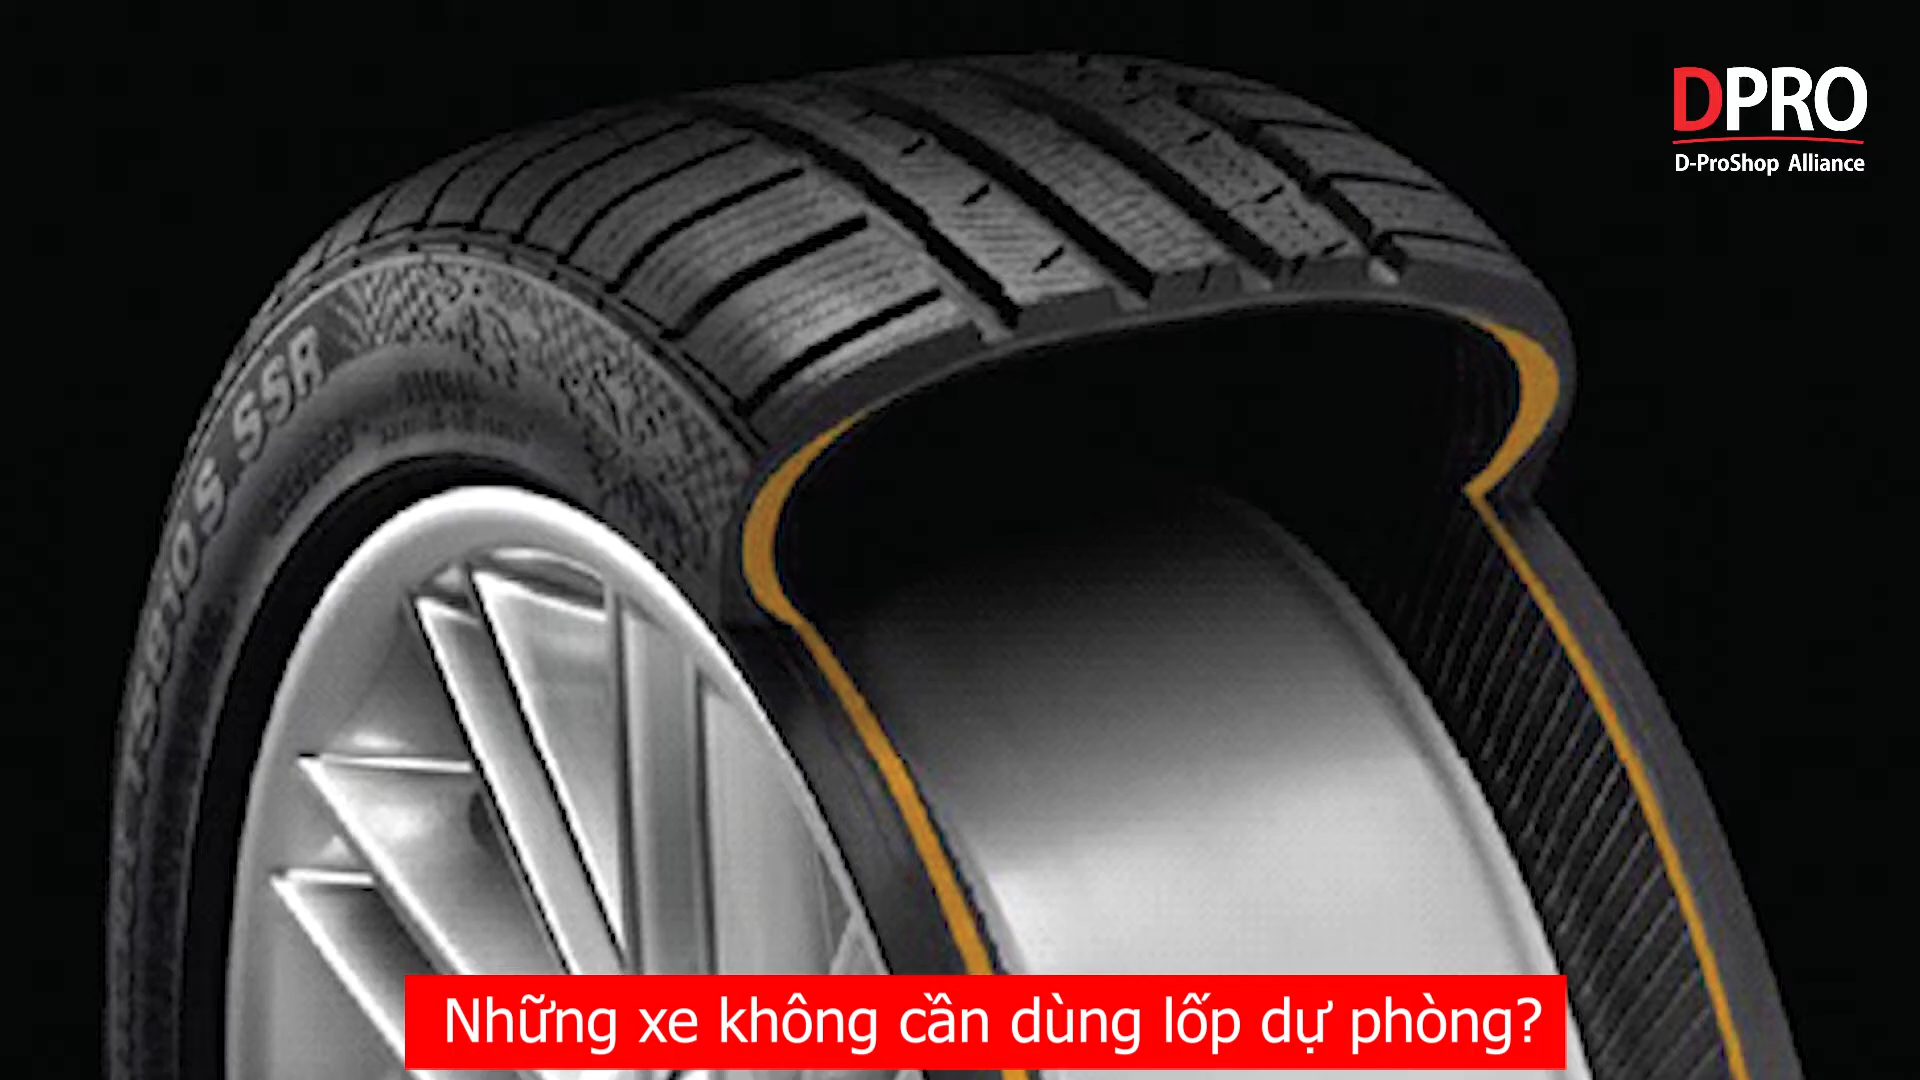 DPRO
D-ProShop Alliance
SSR
Những xe không cần dùng lốp dự phòng?